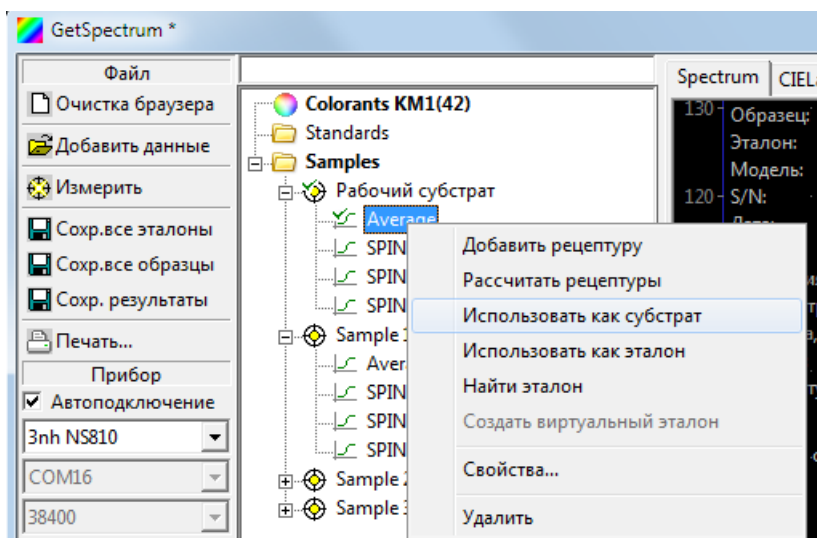 GetSpectrum *
Файл
Очистка браузера
Добавить данные
Измерить
Сохр.все эталоны
Сохр.все образцы
Сохр. результаты
Печать...
Прибор
Автоподключение
3nh NS810
COM16
38400
Colorants KM1(42)
Standards
Samples
Рабочий субстрат
Average
SPIN
SPIN
SPIN
Sample
SPIN
SPIN
SPIN
Sample
Sample
Добавить рецептуру
Рассчитать рецептуры
Использовать как субстрат
Использовать как эталон
Найти эталон
Создать виртуальный эталон
Свойства...
Удалить
Spectrum
130
Образец:
Эталон:
Модель:
120
S/N: